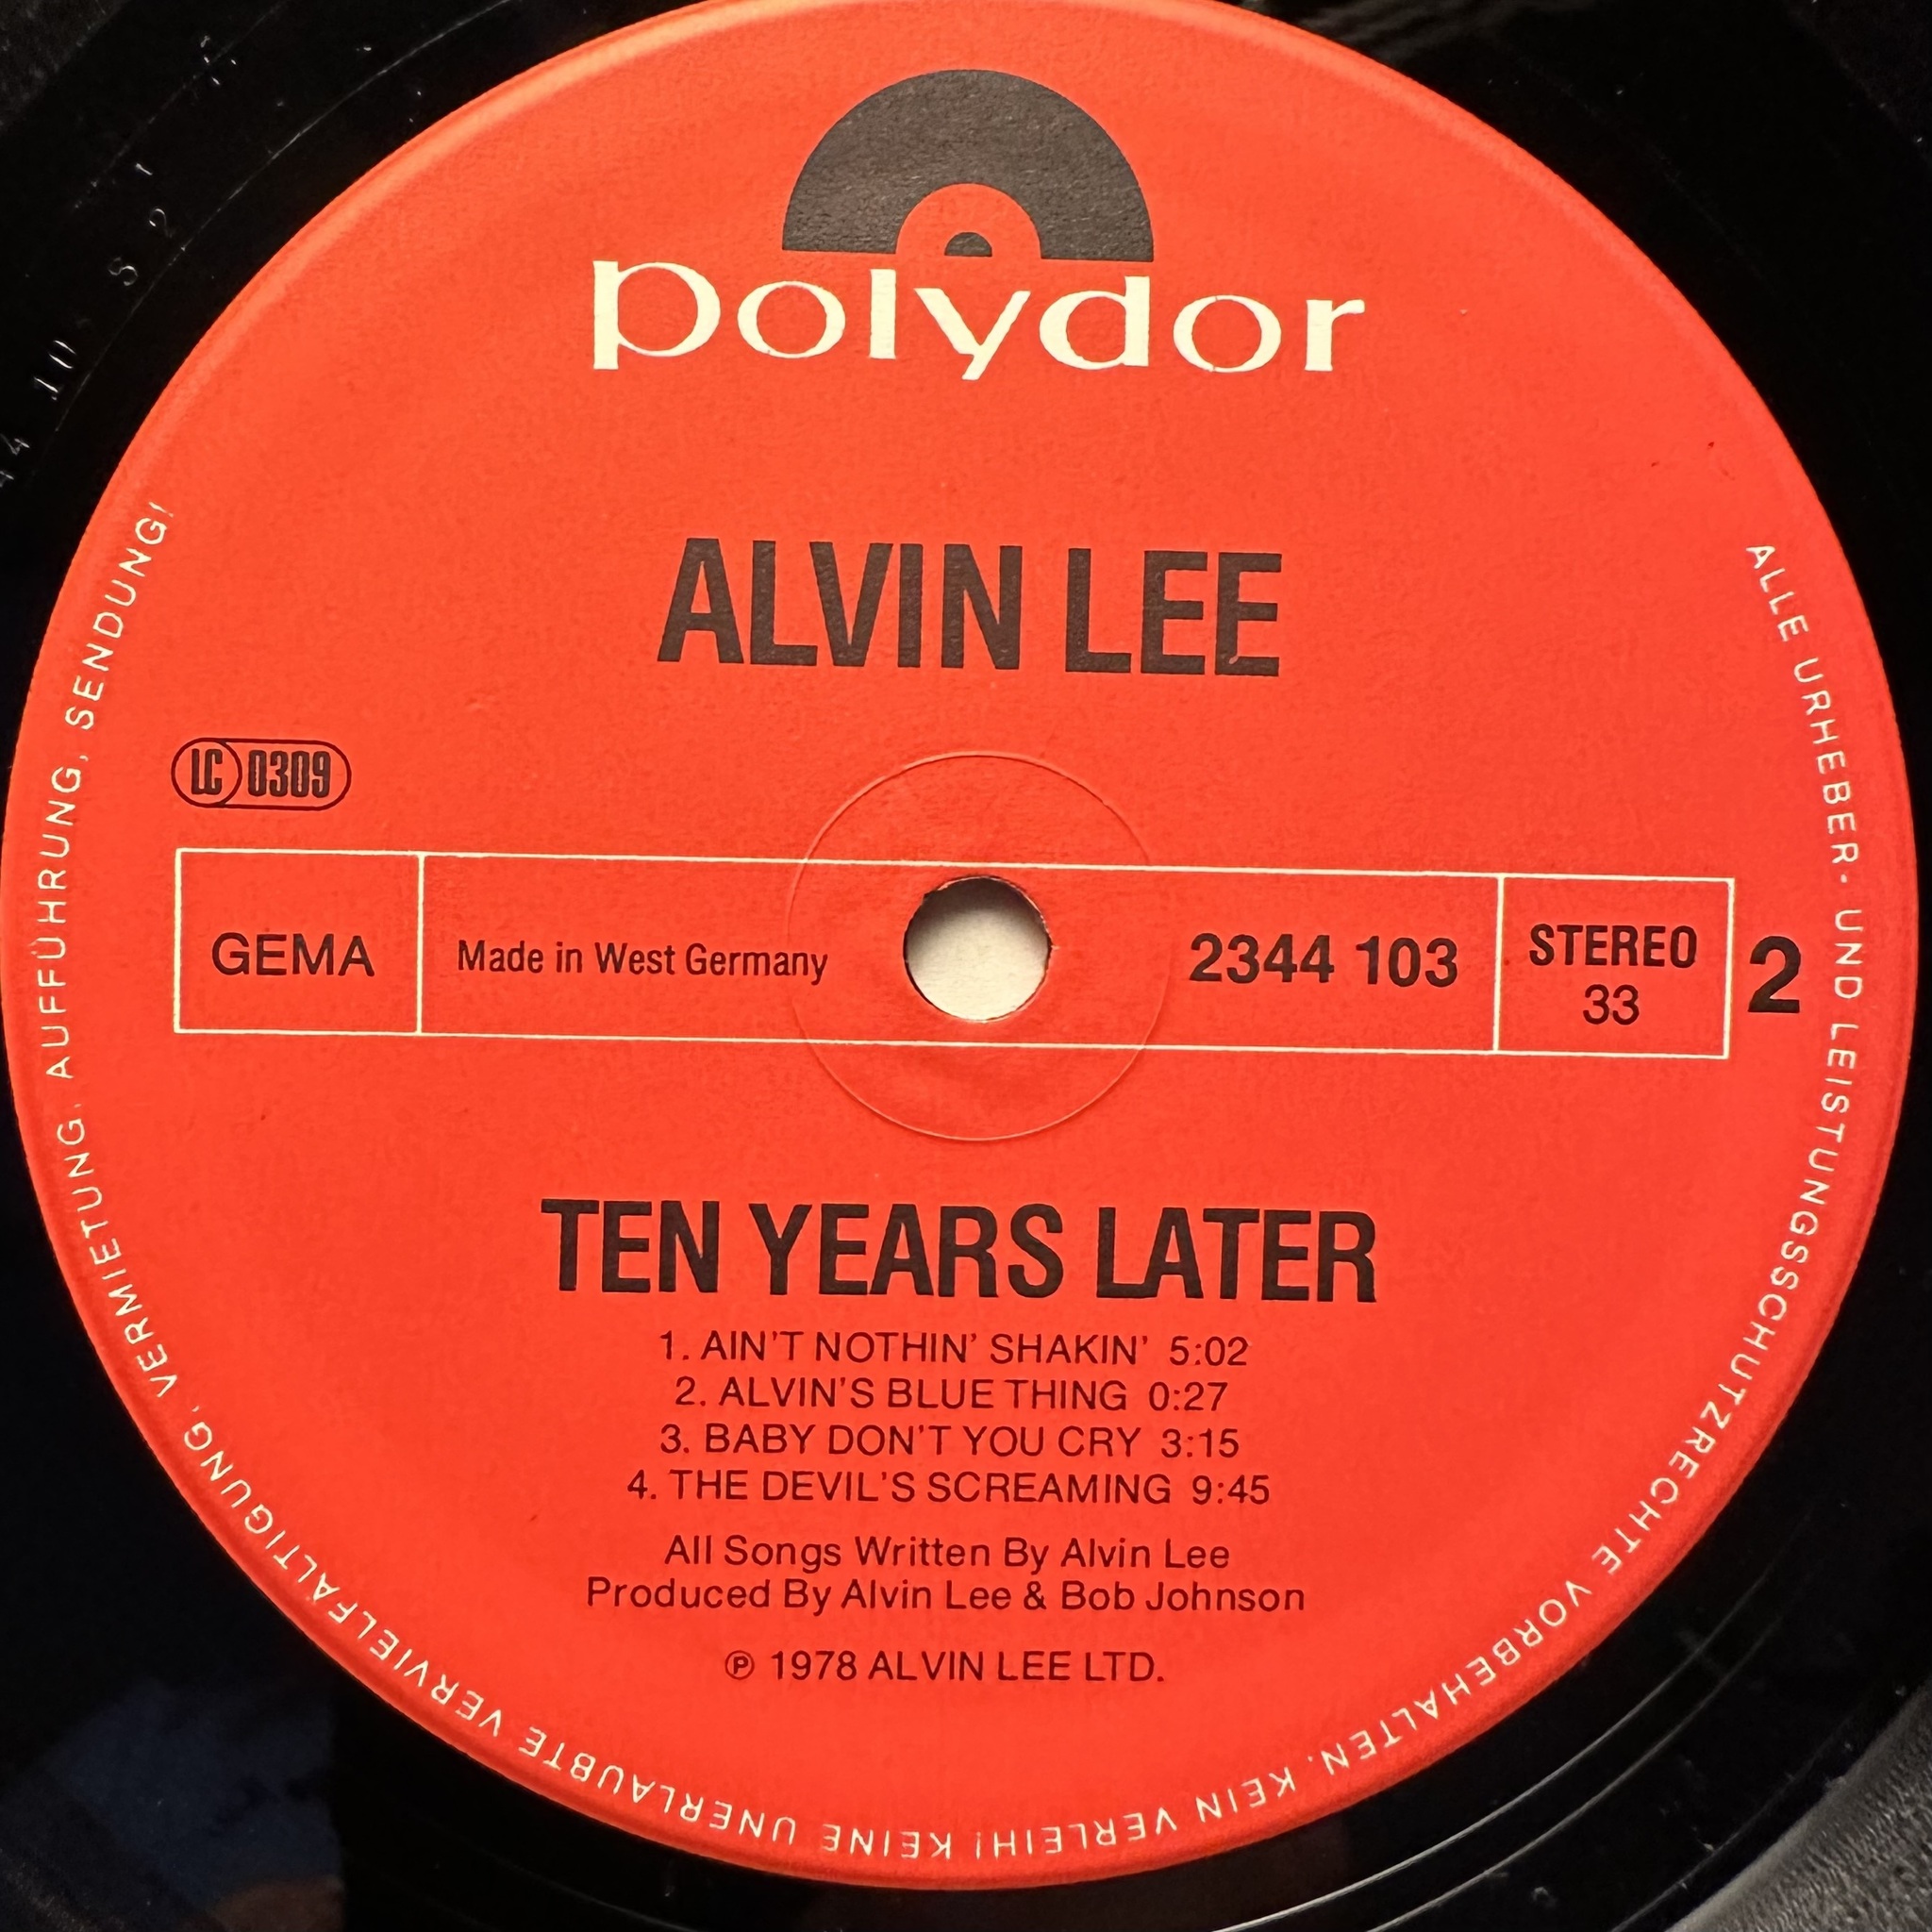 polydor
ALVIN LEE
LC 0309
GEMA
Made in West Germany
2344 103
STEREO
33
2
TEN YEARS LATER
1. AIN'T NOTHIN' SHAKIN' 5:02
2. ALVIN'S BLUE THING 0:27
3. BABY DON'T YOU CRY 3:15
4. THE DEVIL'S SCREAMING 9:45
All Songs Written By Alvin Lee
Produced By Alvin Lee & Bob Johnson
℗ 1978 ALVIN LEE LTD.
ALLE URHEBER- UND LEISTUNGSSCHUTZRECHTE VORBEHALTEN. KEIN VERLEIH! KEINE UNERLAUBTE VERVIELFÄLTIGUNG, VERMIETUNG, AUFFÜHRUNG, SENDUNG!